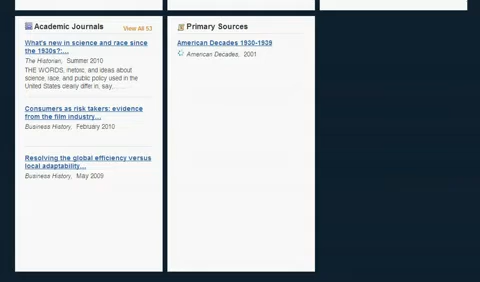 Academic Journals
View All 53
What's new in science and race since
the 1930s?:...
The Historian, Summer 2010
THE WORDS, rhetoric, and ideas about
science, race, and public policy used in the
United States clearly differ in, say,......
Consumers as risk takers: evidence
from the film industry...
Business History, February 2010
Resolving the global efficiency versus
local adaptability...
Business History, May 2009
Primary Sources
American Decades 1930-1939
American Decades, 2001